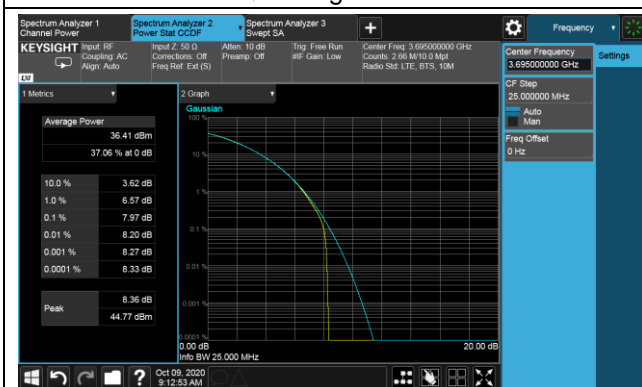 Spectrum Analyzer 1
Channel Power
Spectrum Analyzer 2
Power Stat CCDF
Spectrum Analyzer 3
Swept SA
+
Frequency
KEYSIGHT
Input: RF
Coupling: AC
Align: Auto
Input Z: 50 Ω
Corrections: Off
Freq Ref: Ext (S)
Atten: 10 dB
Preamp: Off
Trig: Free Run
#IF Gain: Low
Center Freq: 3.695000000 GHz
Counts: 2.66 M/10.0 Mpt
Radio Std: LTE, BTS, 10M
LXI
Center Frequency
3.695000000 GHz
Settings
CF Step
25.000000 MHz
Auto
Man
Freq Offset
0 Hz
1 Metrics
Average Power
36.41 dBm
37.06 % at 0 dB
10.0 % 3.62 dB
1.0 % 6.57 dB
0.1 % 7.97 dB
0.01 % 8.20 dB
0.001 % 8.27 dB
0.0001 % 8.33 dB
Peak
8.36 dB
44.77 dBm
2 Graph
Gaussian
100 %
10 %
1 %
0.1 %
0.01 %
0.001 %
0.0001 %
0.00 dB
20.00 dB
Info BW 25.000 MHz
?
Oct 09, 2020
9:12:53 AM